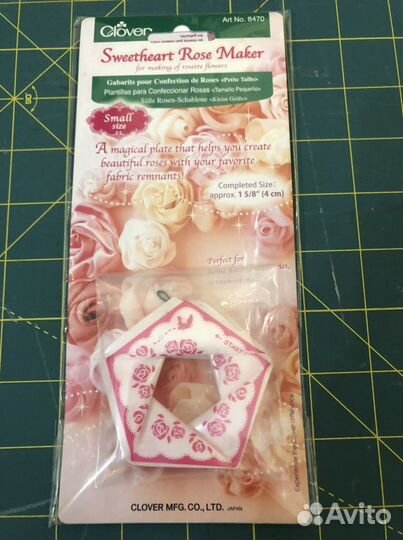 Art No. 8470
Clover
Sweetheart Rose Maker
for making of rosette flowers
Gabarits pour Confection de Roses <Petite Taille>
Plantillas para Confeccionar Rosas <Tamaño Pequeño>
Süße Rosen-Schablone <Kleine Größe>
Small
size
A magical plate that helps you create
beautiful roses with your favorite
fabric remnants!
Completed Size:
approx. 1 5/8" (4 cm)
Perfect for
START
CLOVER MFG. CO., LTD. JAPAN
Avito